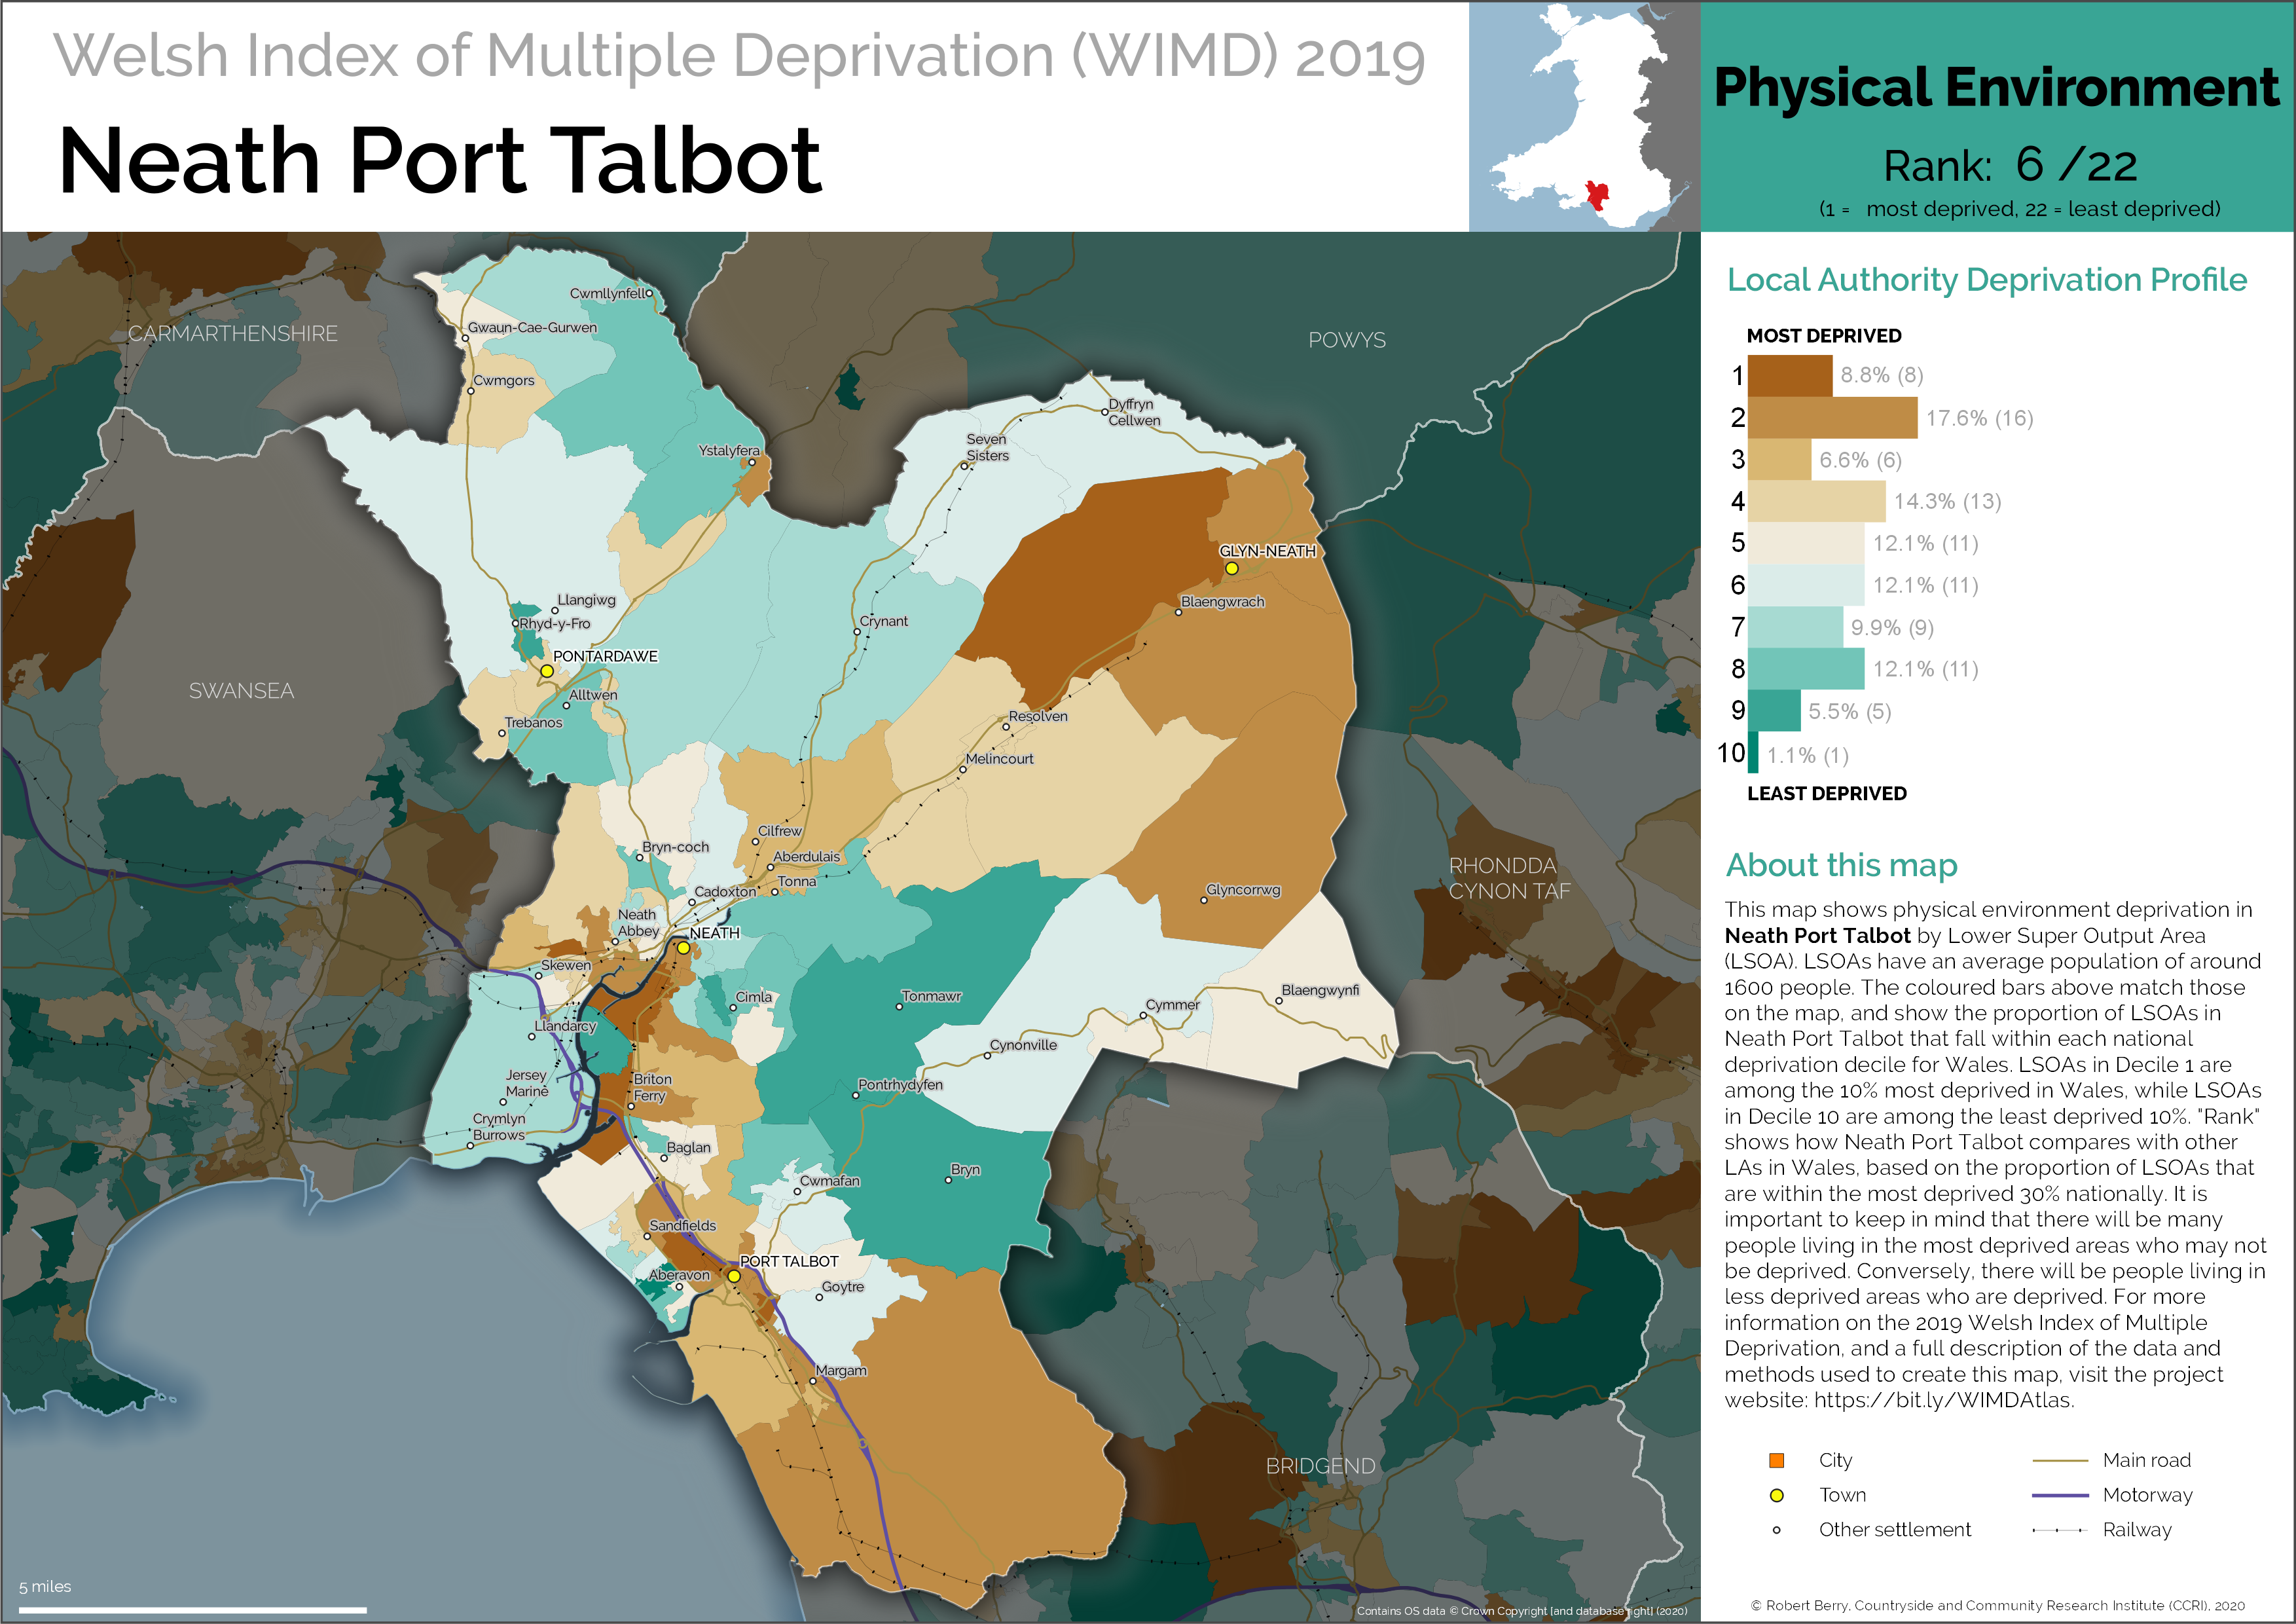 Welsh Index of Multiple Deprivation (WIMD) 2019
Neath Port Talbot
Physical Environment
Rank: 6 /22
(1 = most deprived, 22 = least deprived)
CARMARTHENSHIRE
POWYS
SWANSEA
RHONDDA
CYNON TAF
BRIDGEND
Cwmllynfell
Gwaun-Cae-Gurwen
Cwmgors
Ystalyfera
Dyffryn
Cellwen
Seven
Sisters
GLYN-NEATH
Blaengwrach
Llangiwg
Rhyd-y-Fro
Crynant
PONTARDAWE
Alltwen
Trebanos
Resolven
Melincourt
Cilfrew
Bryn-coch
Aberdulais
Tonna
Cadoxton
Glyncorrwg
Neath
Abbey
NEATH
Skewen
Cimla
Tonmawr
Blaengwynfi
Cymmer
Llandarcy
Cynonville
Jersey
Marine
Briton
Ferry
Pontrhydyfen
Crymlyn
Burrows
Baglan
Bryn
Cwmafan
Sandfields
PORT TALBOT
Aberavon
Goytre
Margam
5 miles
Contains OS data © Crown Copyright [and database right] (2020)
Local Authority Deprivation Profile
MOST DEPRIVED
1 8.8% (8)
2 17.6% (16)
3 6.6% (6)
4 14.3% (13)
5 12.1% (11)
6 12.1% (11)
7 9.9% (9)
8 12.1% (11)
9 5.5% (5)
10 1.1% (1)
LEAST DEPRIVED
About this map
This map shows physical environment deprivation in
Neath Port Talbot by Lower Super Output Area
(LSOA). LSOAs have an average population of around
1600 people. The coloured bars above match those
on the map, and show the proportion of LSOAs in
Neath Port Talbot that fall within each national
deprivation decile for Wales. LSOAs in Decile 1 are
among the 10% most deprived in Wales, while LSOAs
in Decile 10 are among the least deprived 10%. "Rank"
shows how Neath Port Talbot compares with other
LAs in Wales, based on the proportion of LSOAs that
are within the most deprived 30% nationally. It is
important to keep in mind that there will be many
people living in the most deprived areas who may not
be deprived. Conversely, there will be people living in
less deprived areas who are deprived. For more
information on the 2019 Welsh Index of Multiple
Deprivation, and a full description of the data and
methods used to create this map, visit the project
website: https://bit.ly/WIMDAtlas.
City
Town
Other settlement
Main road
Motorway
Railway
© Robert Berry, Countryside and Community Research Institute (CCRI), 2020